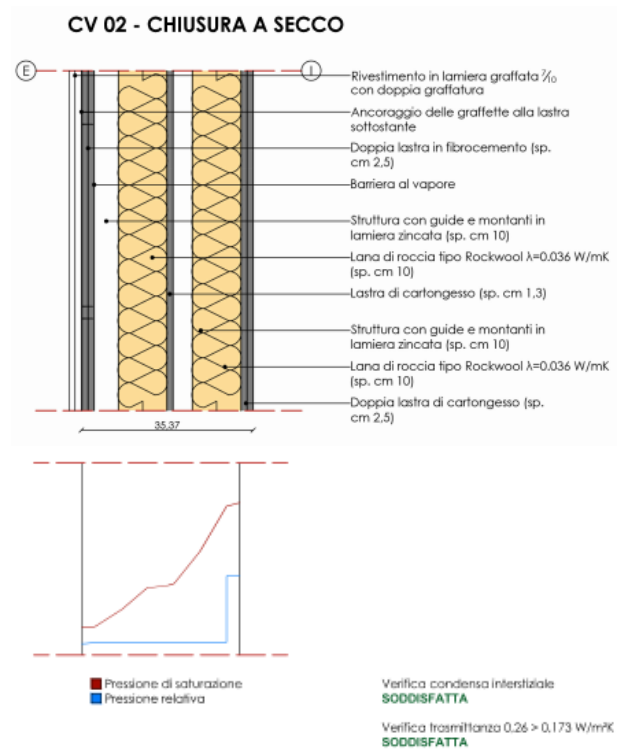 CV 02 - CHIUSURA A SECCO
E
I
Rivestimento in lamiera graffata 7/10
con doppia graffatura
Ancoraggio delle graffette alla lastra
sottostante
Doppia lastra in fibrocemento (sp.
cm 2,5)
Barriera al vapore
Struttura con guide e montanti in
lamiera zincata (sp. cm 10)
Lana di roccia tipo Rockwool λ=0.036 W/mK
(sp. cm 10)
Lastra di cartongesso (sp. cm 1,3)
Struttura con guide e montanti in
lamiera zincata (sp. cm 10)
Lana di roccia tipo Rockwool λ=0.036 W/mK
(sp. cm 10)
Doppia lastra di cartongesso (sp.
cm 2,5)
35,37
Pressione di saturazione
Pressione relativa
Verifica condensa interstiziale
SODDISFATTA
Verifica trasmittanza 0,26 > 0,173 W/m²K
SODDISFATTA